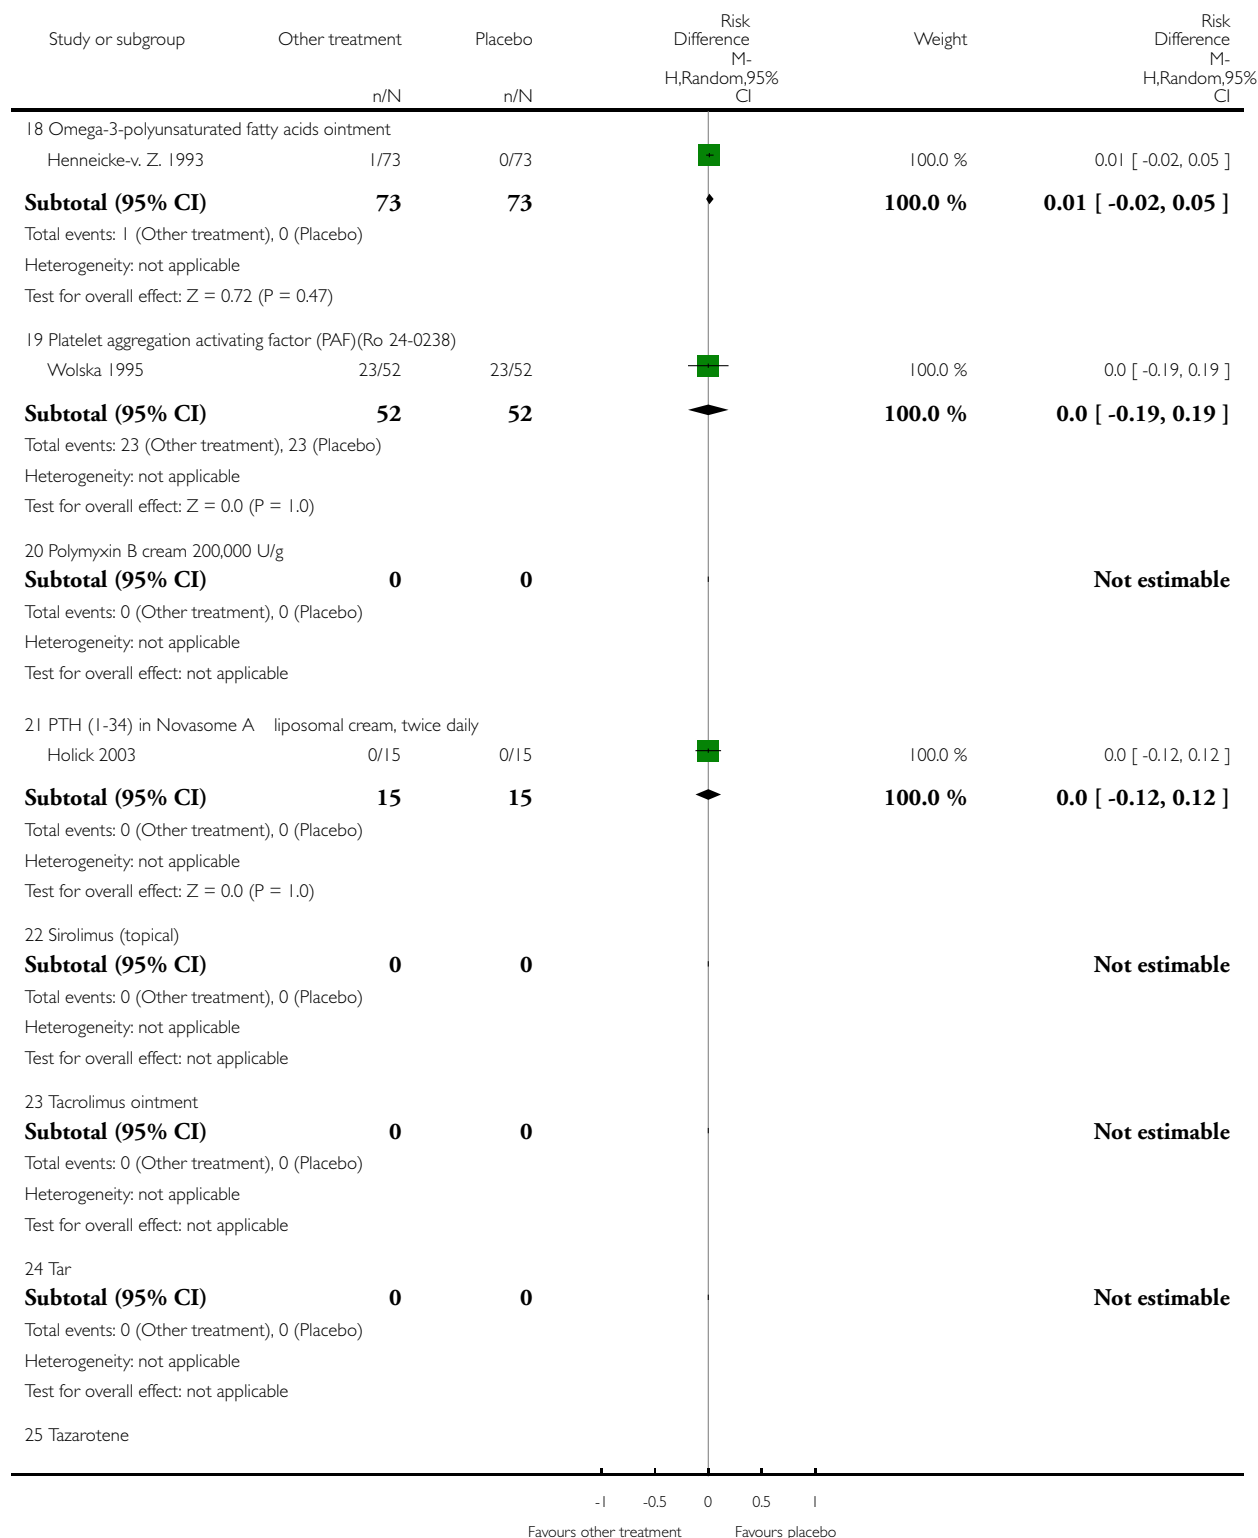 Study or subgroup Other treatment Placebo Risk Difference Weight Risk Difference
M-H,Random,95% CI M-H,Random,95% CI
n/N n/N
18 Omega-3-polyunsaturated fatty acids ointment
Henneicke-v. Z. 1993 1/73 0/73 100.0 % 0.01 [ -0.02, 0.05 ]
Subtotal (95% CI) 73 73 100.0 % 0.01 [ -0.02, 0.05 ]
Total events: 1 (Other treatment), 0 (Placebo)
Heterogeneity: not applicable
Test for overall effect: Z = 0.72 (P = 0.47)
19 Platelet aggregation activating factor (PAF)(Ro 24-0238)
Wolska 1995 23/52 23/52 100.0 % 0.0 [ -0.19, 0.19 ]
Subtotal (95% CI) 52 52 100.0 % 0.0 [ -0.19, 0.19 ]
Total events: 23 (Other treatment), 23 (Placebo)
Heterogeneity: not applicable
Test for overall effect: Z = 0.0 (P = 1.0)
20 Polymyxin B cream 200,000 U/g
Subtotal (95% CI) 0 0 Not estimable
Total events: 0 (Other treatment), 0 (Placebo)
Heterogeneity: not applicable
Test for overall effect: not applicable
21 PTH (1-34) in Novasome A liposomal cream, twice daily
Holick 2003 0/15 0/15 100.0 % 0.0 [ -0.12, 0.12 ]
Subtotal (95% CI) 15 15 100.0 % 0.0 [ -0.12, 0.12 ]
Total events: 0 (Other treatment), 0 (Placebo)
Heterogeneity: not applicable
Test for overall effect: Z = 0.0 (P = 1.0)
22 Sirolimus (topical)
Subtotal (95% CI) 0 0 Not estimable
Total events: 0 (Other treatment), 0 (Placebo)
Heterogeneity: not applicable
Test for overall effect: not applicable
23 Tacrolimus ointment
Subtotal (95% CI) 0 0 Not estimable
Total events: 0 (Other treatment), 0 (Placebo)
Heterogeneity: not applicable
Test for overall effect: not applicable
24 Tar
Subtotal (95% CI) 0 0 Not estimable
Total events: 0 (Other treatment), 0 (Placebo)
Heterogeneity: not applicable
Test for overall effect: not applicable
25 Tazarotene
-1 -0.5 0 0.5 1
Favours other treatment Favours placebo